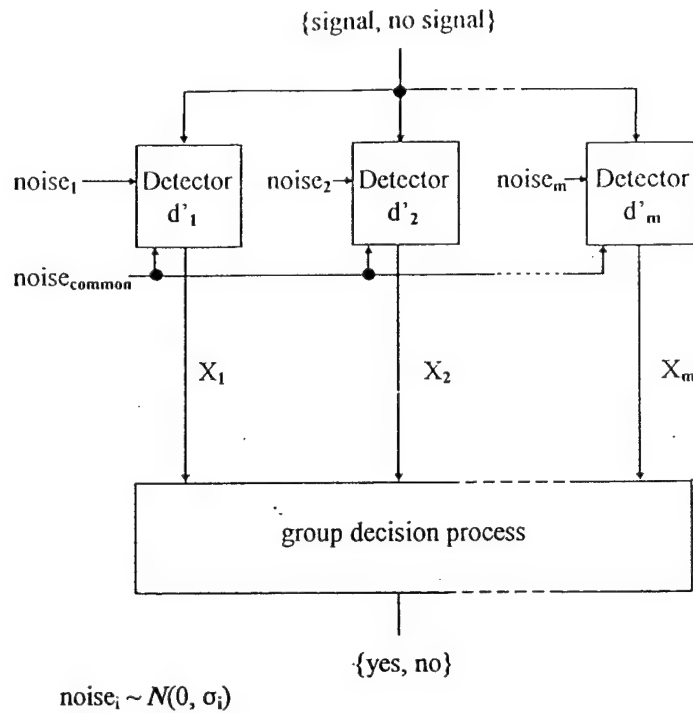 {signal, no signal}
noise₁ Detector d'₁ noise₂ Detector d'₂ noiseₘ Detector d'ₘ
noise_common
X₁ X₂ Xₘ
group decision process
{yes, no}
noiseᵢ ~ N(0, σᵢ)